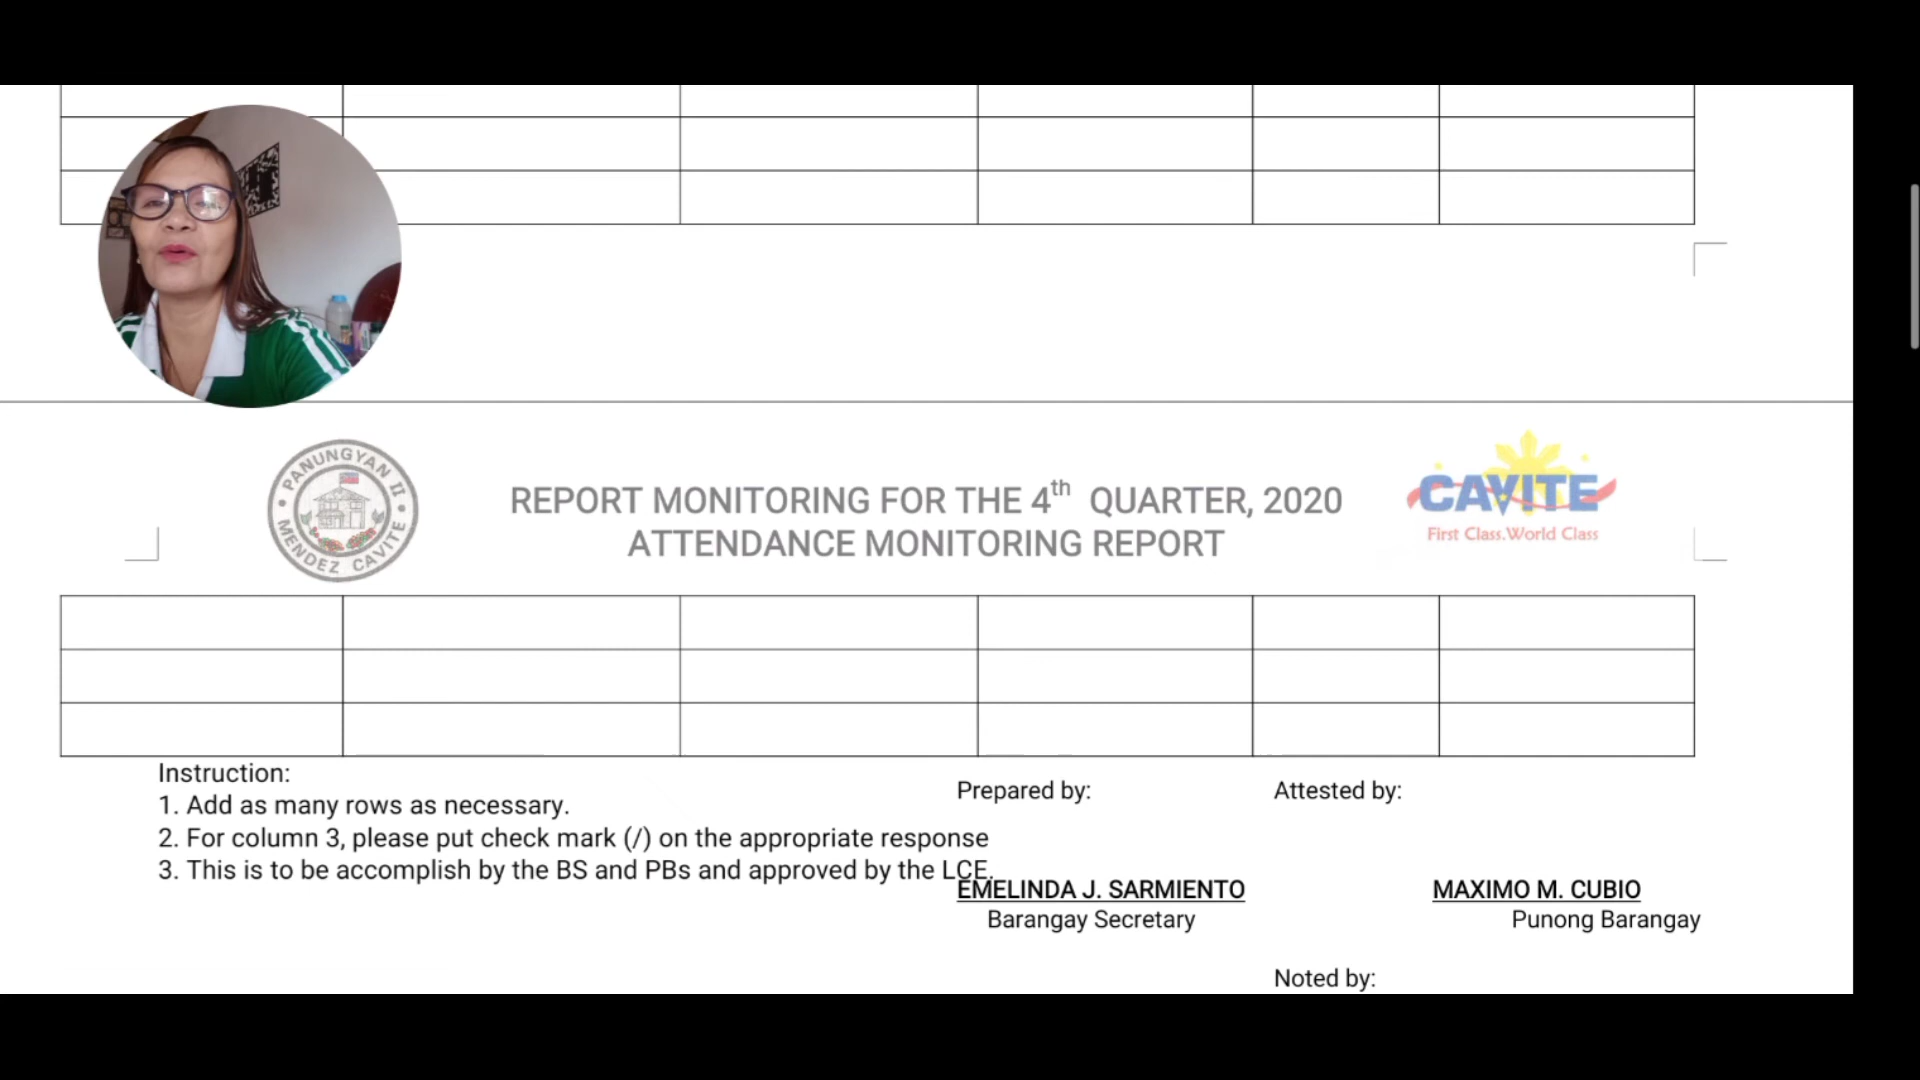 PANUNGYAN II
MENDEZ CAVITE
REPORT MONITORING FOR THE 4th QUARTER, 2020
ATTENDANCE MONITORING REPORT
CAVITE
First Class.World Class
Instruction:
1. Add as many rows as necessary.
2. For column 3, please put check mark (/) on the appropriate response
3. This is to be accomplish by the BS and PBs and approved by the LCE.
Prepared by:
Attested by:
EMELINDA J. SARMIENTO
MAXIMO M. CUBIO
Barangay Secretary
Punong Barangay
Noted by: